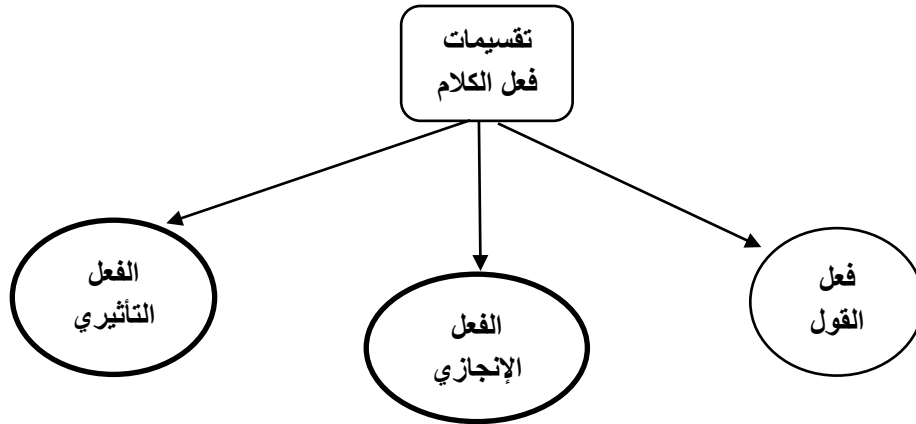 تقسيمات
فعل الكلام
فعل
القول
الفعل
الإنجازي
الفعل
التأثيري